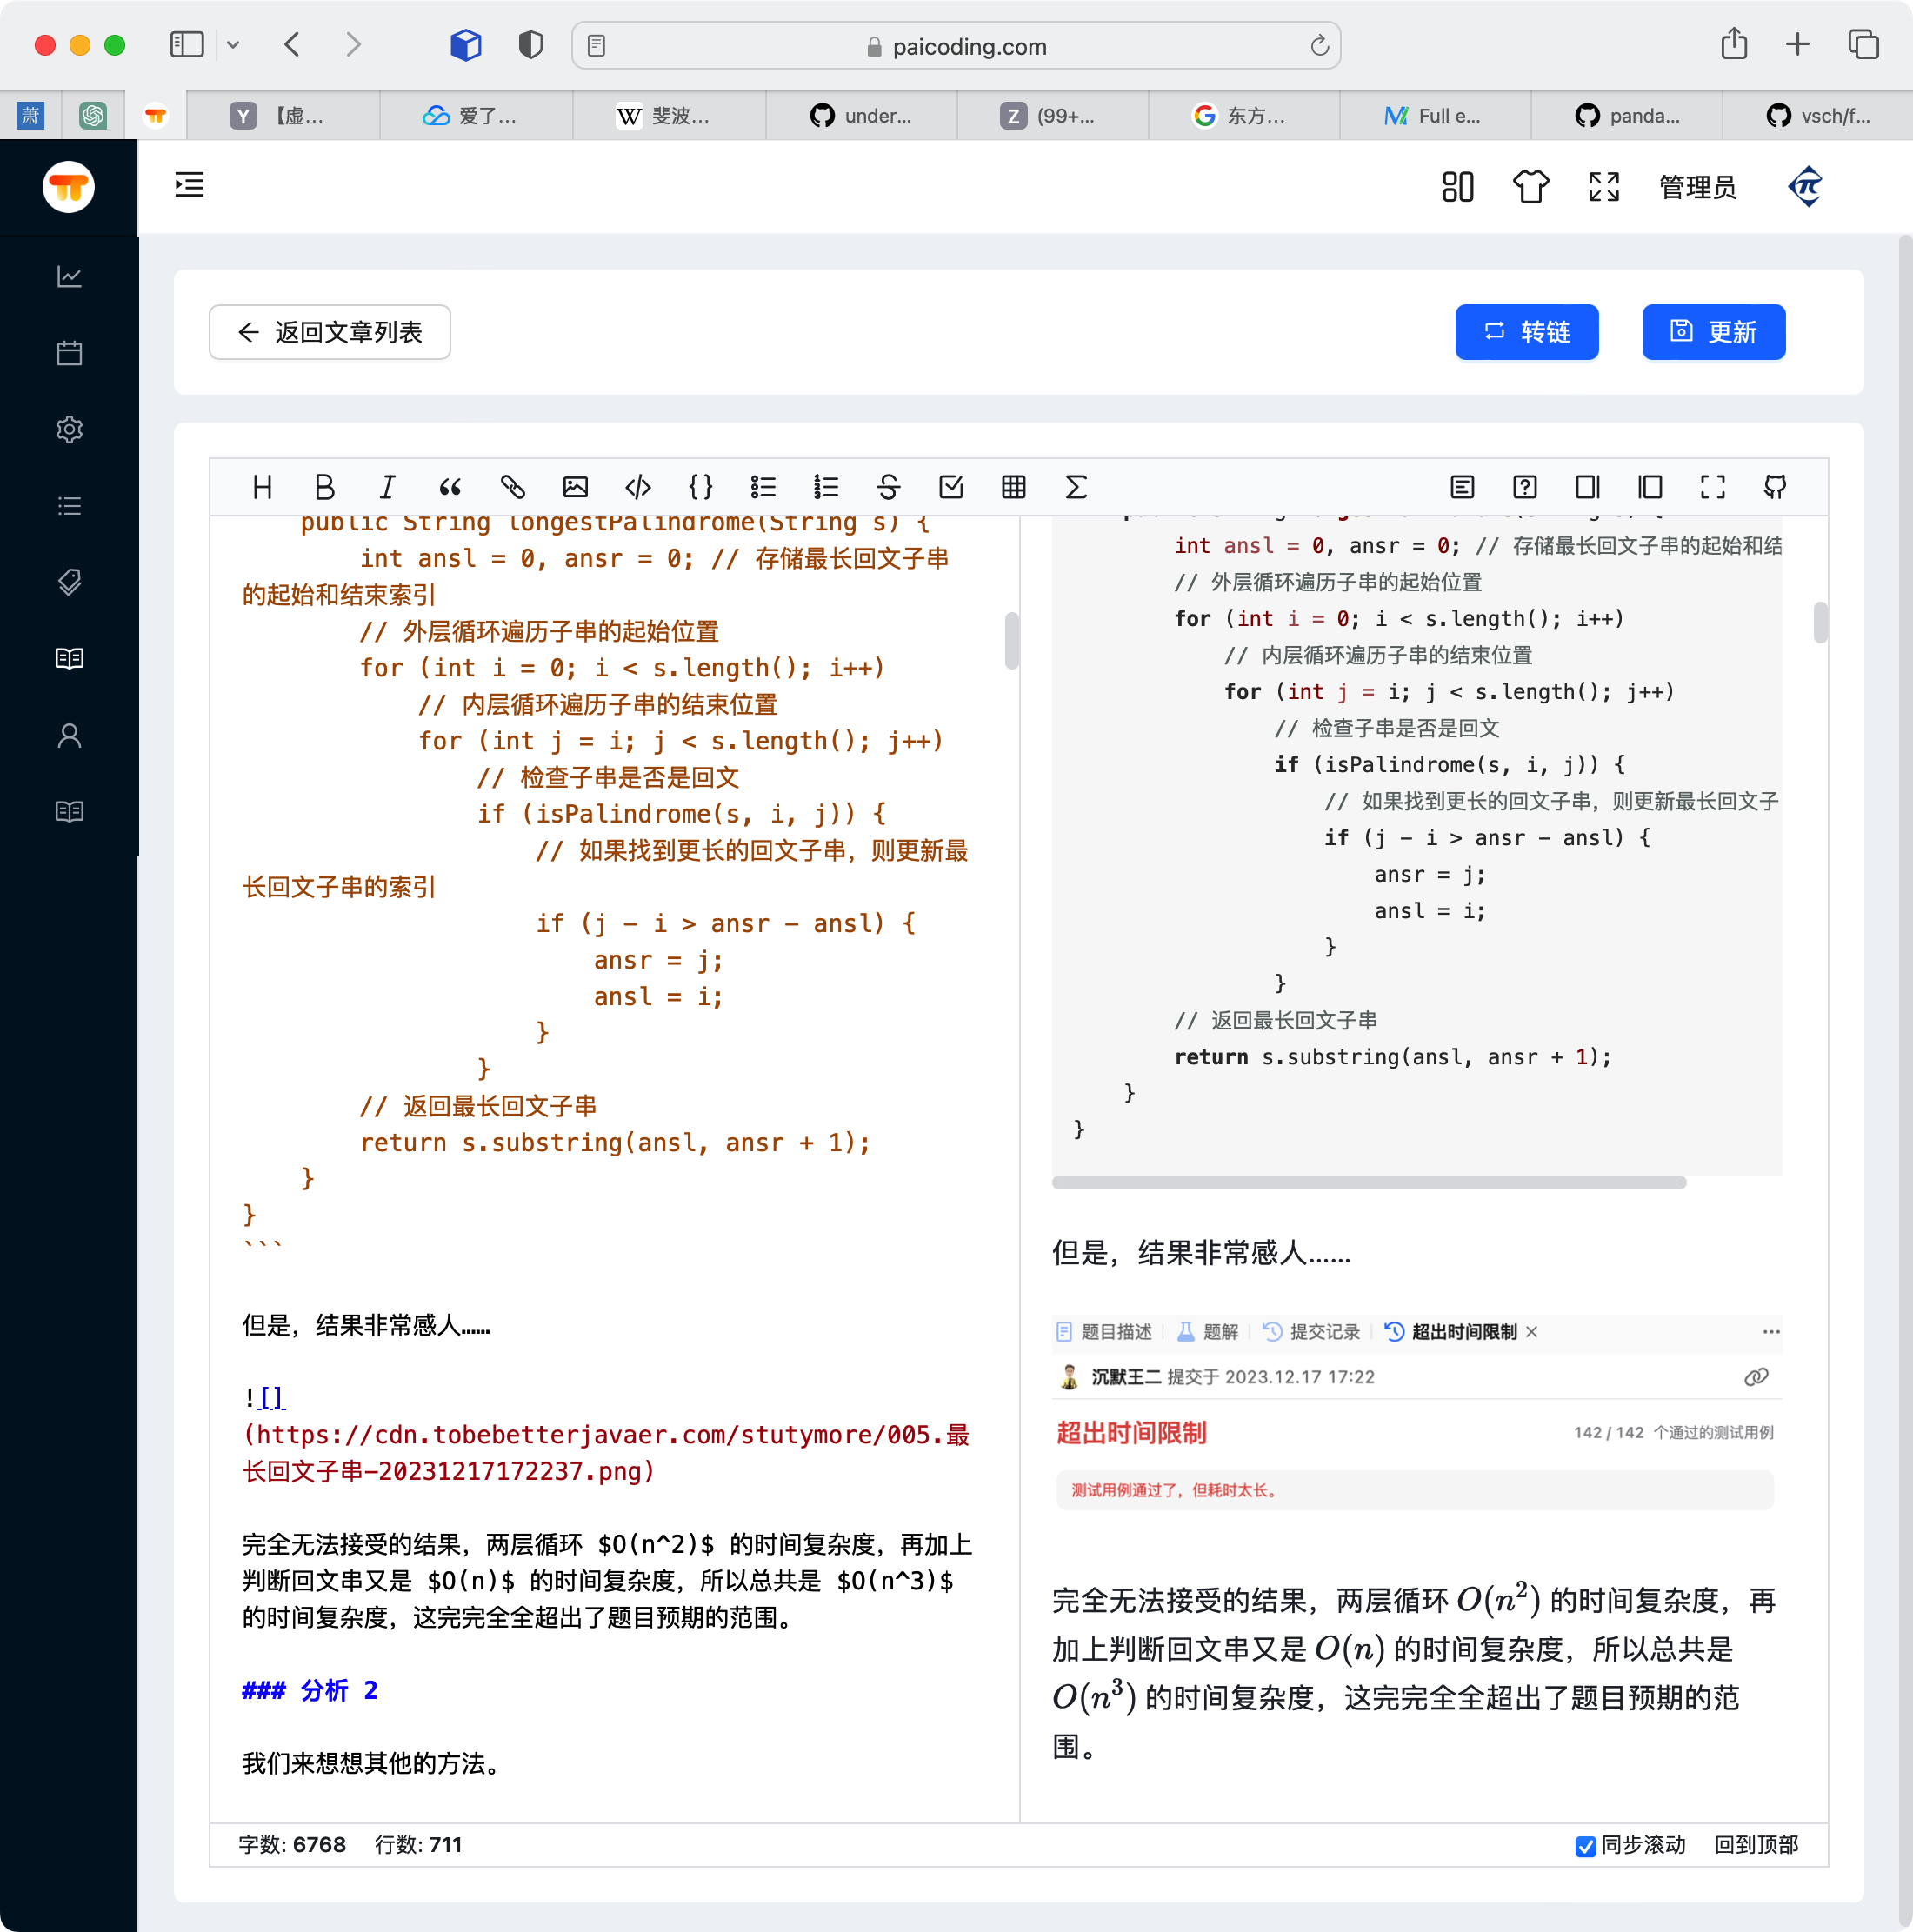 paicoding.com
萧
Y 【虚...
爱了...
W 斐波...
under...
Z (99+...
G 东方...
Full e...
panda...
vsch/f...
管理员
返回文章列表
转链
更新
H B I
public String longestPalindrome(String s) {
int ansl = 0, ansr = 0; // 存储最长回文子串
的起始和结束索引
// 外层循环遍历子串的起始位置
for (int i = 0; i < s.length(); i++)
// 内层循环遍历子串的结束位置
for (int j = i; j < s.length(); j++)
// 检查子串是否是回文
if (isPalindrome(s, i, j)) {
// 如果找到更长的回文子串，则更新最
长回文子串的索引
if (j - i > ansr - ansl) {
ansr = j;
ansl = i;
}
}
// 返回最长回文子串
return s.substring(ansl, ansr + 1);
}
}
```
但是，结果非常感人……
![]
(https://cdn.tobebetterjavaer.com/stutymore/005.最
长回文子串-20231217172237.png)
完全无法接受的结果，两层循环 $O(n^2)$ 的时间复杂度，再加上
判断回文串又是 $O(n)$ 的时间复杂度，所以总共是 $O(n^3)$
的时间复杂度，这完完全全超出了题目预期的范围。
### 分析 2
我们来想想其他的方法。
int ansl = 0, ansr = 0; // 存储最长回文子串的起始和结
// 外层循环遍历子串的起始位置
for (int i = 0; i < s.length(); i++)
// 内层循环遍历子串的结束位置
for (int j = i; j < s.length(); j++)
// 检查子串是否是回文
if (isPalindrome(s, i, j)) {
// 如果找到更长的回文子串，则更新最长回文子
if (j - i > ansr - ansl) {
ansr = j;
ansl = i;
}
}
// 返回最长回文子串
return s.substring(ansl, ansr + 1);
}
}
但是，结果非常感人……
题目描述 题解 提交记录 超出时间限制 ×
沉默王二 提交于 2023.12.17 17:22
超出时间限制 142 / 142 个通过的测试用例
测试用例通过了，但耗时太长。
完全无法接受的结果，两层循环 O(n²) 的时间复杂度，再
加上判断回文串又是 O(n) 的时间复杂度，所以总共是
O(n³) 的时间复杂度，这完完全全超出了题目预期的范
围。
字数: 6768 行数: 711
同步滚动 回到顶部